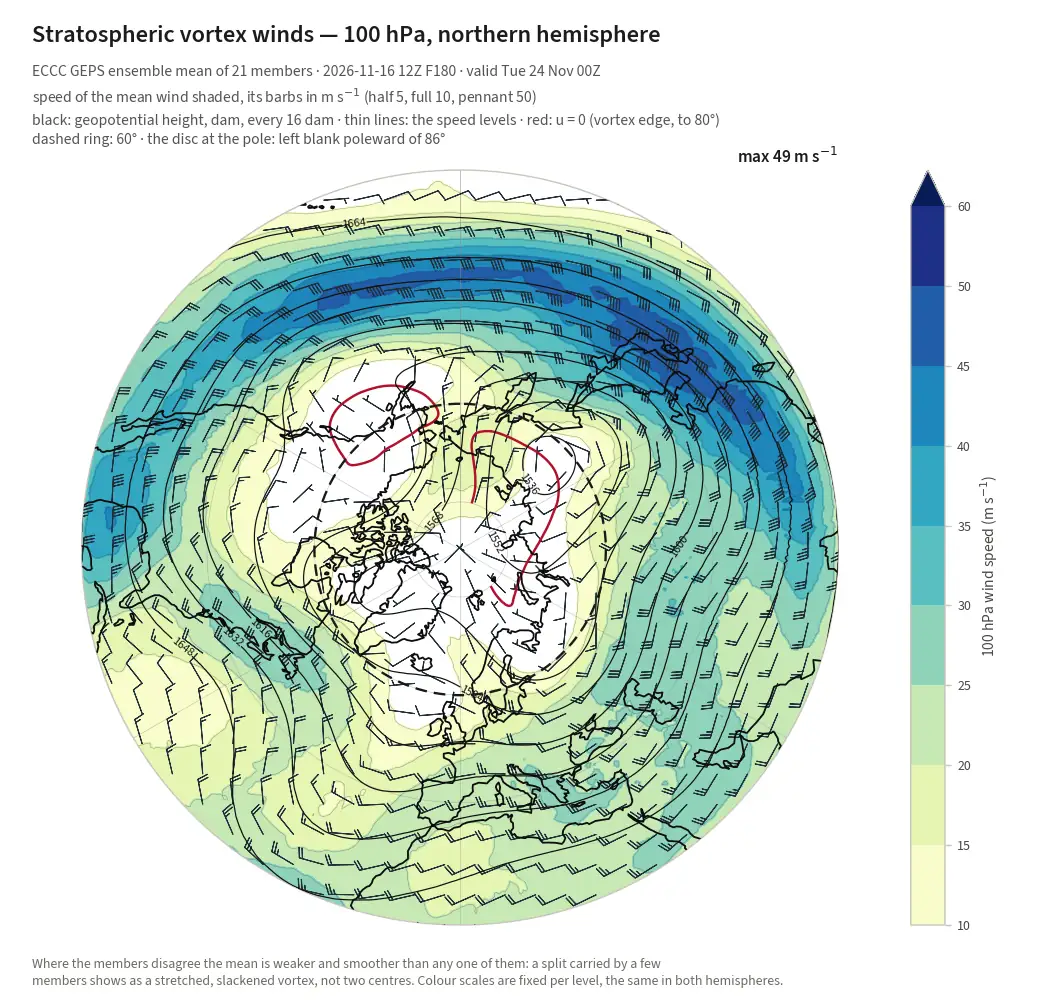 Stratospheric vortex winds — 100 hPa, northern hemisphere
ECCC GEPS ensemble mean of 21 members · 2026-11-16 12Z F180 · valid Tue 24 Nov 00Z
speed of the mean wind shaded, its barbs in m s⁻¹ (half 5, full 10, pennant 50)
black: geopotential height, dam, every 16 dam · thin lines: the speed levels · red: u = 0 (vortex edge, to 80°)
dashed ring: 60° · the disc at the pole: left blank poleward of 86°
max 49 m s⁻¹
1664
1536
1568
1552
1600
1616
1632
1648
1584
60
50
45
40
35
30
25
20
15
10
100 hPa wind speed (m s⁻¹)
Where the members disagree the mean is weaker and smoother than any one of them: a split carried by a few
members shows as a stretched, slackened vortex, not two centres. Colour scales are fixed per level, the same in both hemispheres.